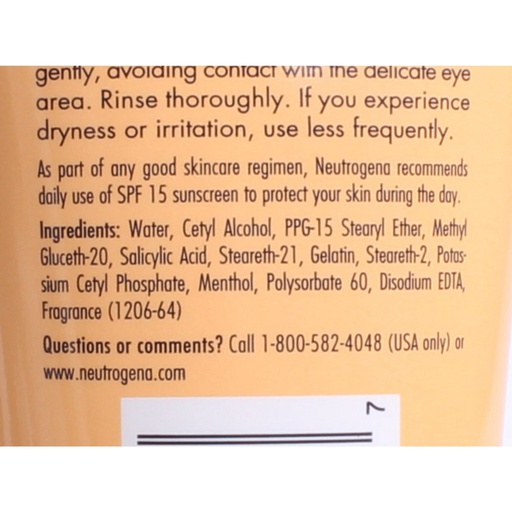 gently, avoiding contact with the delicate eye
area. Rinse thoroughly. If you experience
dryness or irritation, use less frequently.
As part of any good skincare regimen, Neutrogena recommends
daily use of SPF 15 sunscreen to protect your skin during the day.
Ingredients: Water, Cetyl Alcohol, PPG-15 Stearyl Ether, Methyl
Gluceth-20, Salicylic Acid, Steareth-21, Gelatin, Steareth-2, Potas-
sium Cetyl Phosphate, Menthol, Polysorbate 60, Disodium EDTA,
Fragrance (1206-64)
Questions or comments? Call 1-800-582-4048 (USA only) or
www.neutrogena.com
7